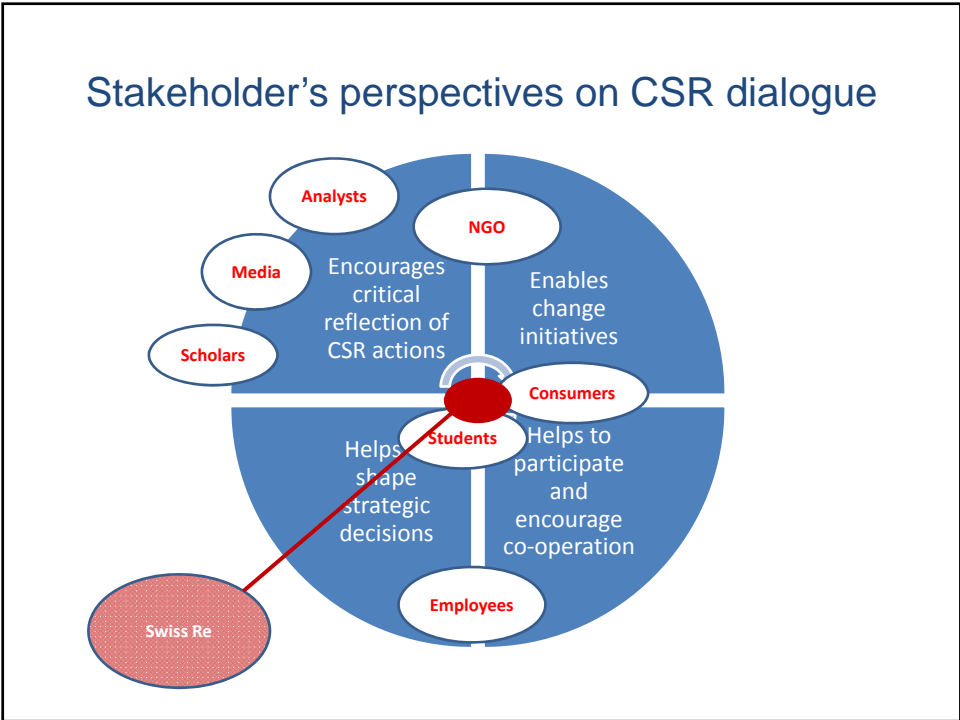 Stakeholder’s perspectives on CSR dialogue
Analysts
NGO
Media
Encourages
critical
reflection of
CSR actions
Enables
change
initiatives
Scholars
Consumers
Students
Helps
shape
strategic
decisions
Helps to
participate
and
encourage
co-operation
Employees
Swiss Re